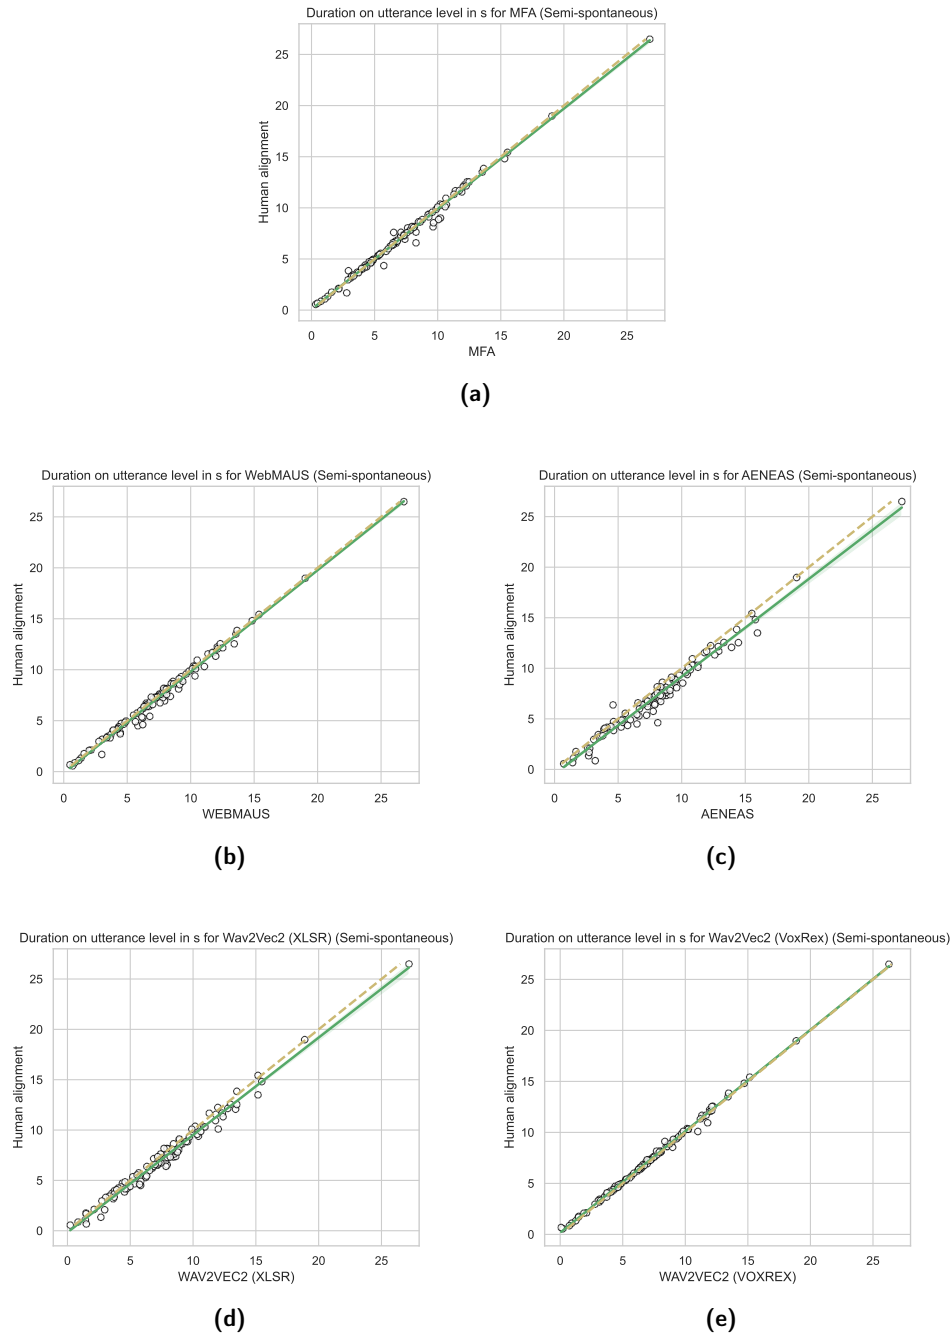 Duration on utterance level in s for MFA (Semi-spontaneous)
25
20
15
10
5
0
Human alignment
0 5 10 15 20 25
MFA
(a)
Duration on utterance level in s for WebMAUS (Semi-spontaneous)
25
20
15
10
5
0
Human alignment
0 5 10 15 20 25
WEBMAUS
(b)
Duration on utterance level in s for AENEAS (Semi-spontaneous)
25
20
15
10
5
0
Human alignment
0 5 10 15 20 25
AENEAS
(c)
Duration on utterance level in s for Wav2Vec2 (XLSR) (Semi-spontaneous)
25
20
15
10
5
0
Human alignment
0 5 10 15 20 25
WAV2VEC2 (XLSR)
(d)
Duration on utterance level in s for Wav2Vec2 (VoxRex) (Semi-spontaneous)
25
20
15
10
5
0
Human alignment
0 5 10 15 20 25
WAV2VEC2 (VOXREX)
(e)